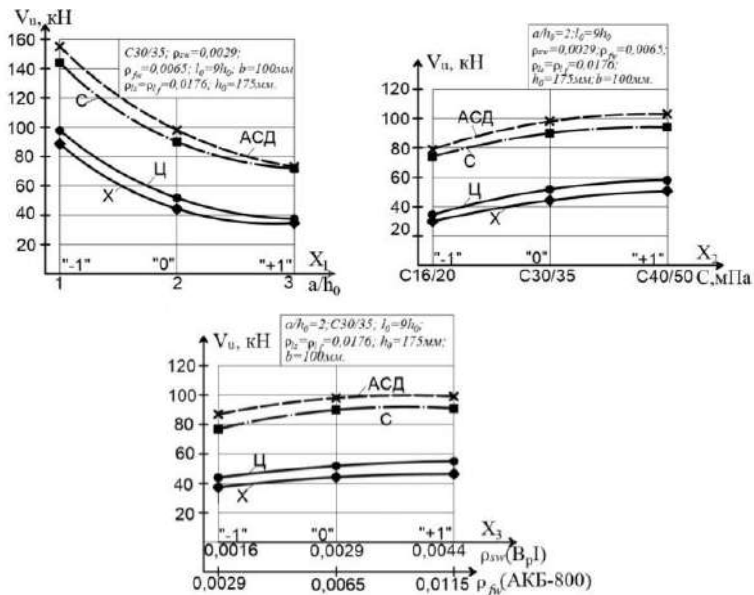 Vu, кН
160
140
120
100
80
60
40
20
C30/35; ρsw=0,0029;
ρfw=0,0065; l0=9h0; b=100мм
ρls=ρlf=0,0176; h0=175мм.
С
АСД
Ц
Х
"-1" "0" "+1" X1
1 2 3 a/h0
Vu, кН
120
100
80
60
40
20
a/h0=2; l0=9h0
ρsw=0,0029; ρfw=0,0065,
ρls=ρlf=0,0176
h0=175мм; b=100мм.
АСД
С
Ц
Х
"-1" "0" "+1" X2
C16/20 C30/35 C40/50 С,мПа
Vu, кН
120
100
80
60
40
20
a/h0=2; C30/35; l0=9h0;
ρls=ρlf=0,0176; h0=175мм;
b=100мм.
АСД
С
Ц
Х
"-1" "0" "+1" X3
0,0016 0,0029 0,0044 ρsw(BpI)
0,0029 0,0065 0,0115 ρfw(АКБ-800)